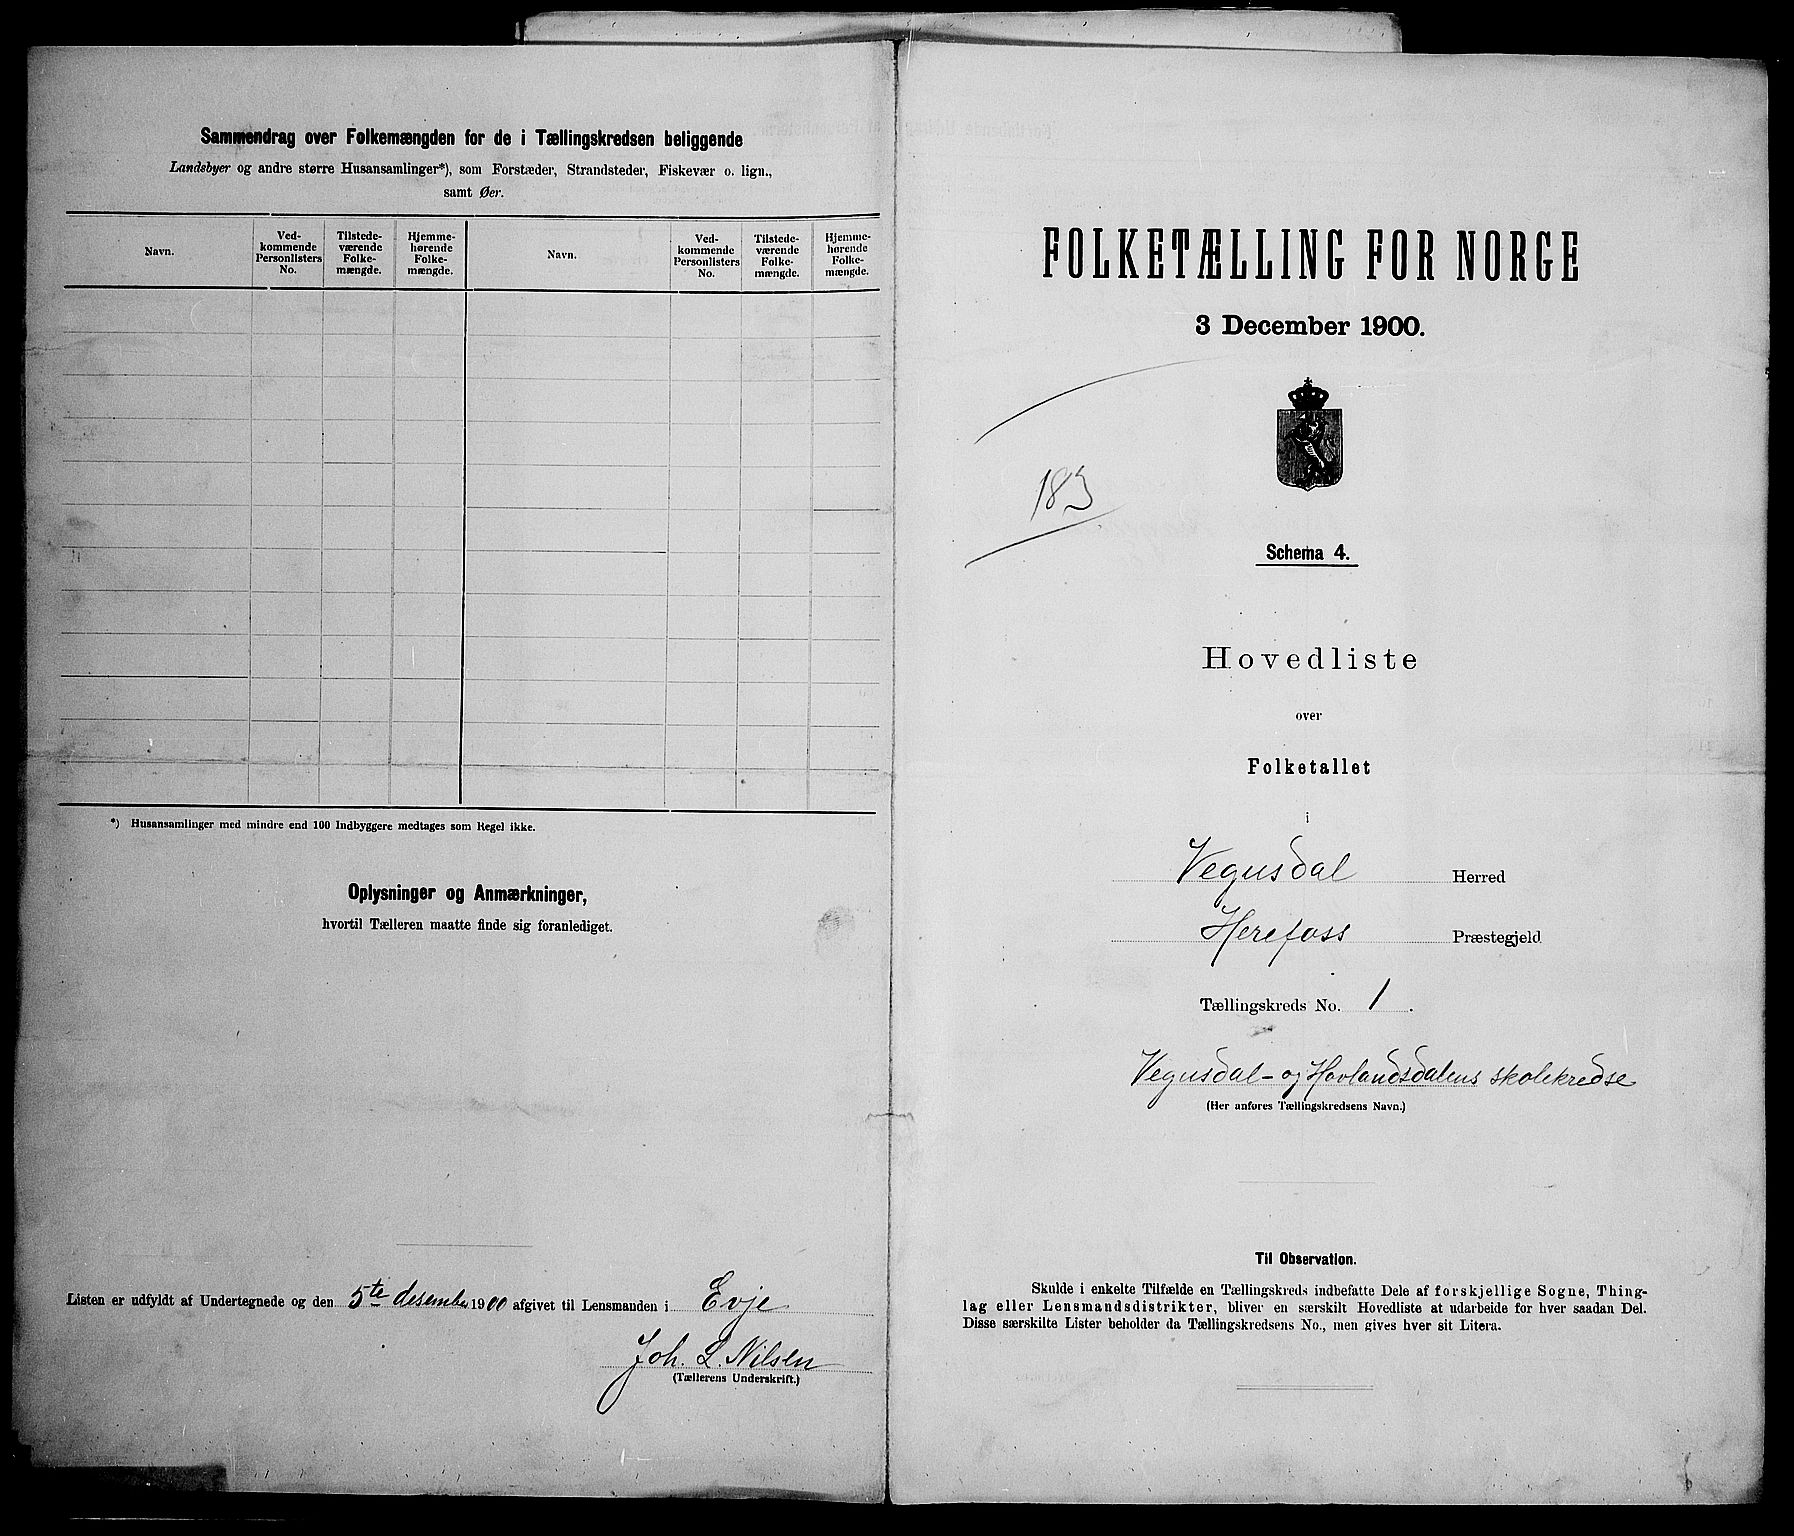 Sammendrag over Folkemængden for de i Tællingskredsen beliggende
Landsbyer og andre større Husansamlinger*), som Forstæder, Strandsteder, Fiskevær o. lign.,
samt Øer.
Navn.
Ved-
kommende
Personlisters
No.
Tilstede-
værende
Folke-
mængde.
Hjemme-
hørende
Folke-
mængde.
Navn.
Ved-
kommende
Personlisters
No.
Tilstede-
værende
Folke-
mængde.
Hjemme-
hørende
Folke-
mængde.
*) Husansamlinger med mindre end 100 Indbyggere medtages som Regel ikke.
Oplysninger og Anmærkninger,
hvortil Tælleren maatte finde sig foranlediget.
Listen er udfyldt af Undertegnede og den 5te desember 1900 afgivet til Lensmanden i Evje
Joh. L. Nilsen
(Tællerens Underskrift.)
FOLKETÆLLING FOR NORGE
3 December 1900.
183
Schema 4.
Hovedliste
over
Folketallet
i
Vegusdal Herred
Herefoss Præstegjeld
Tællingskreds No. 1.
Vegusdal- og Hovlandsdalens skolekredse
(Her anføres Tællingskredsens Navn.)
Til Observation.
Skulde i enkelte Tilfælde en Tællingskreds indbefatte Dele af forskjellige Sogne, Thing-
lag eller Lensmandsdistrikter, bliver en særskilt Hovedliste at udarbeide for hver saadan Del.
Disse særskilte Lister beholder da Tællingskredsens No., men gives hver sit Litera.